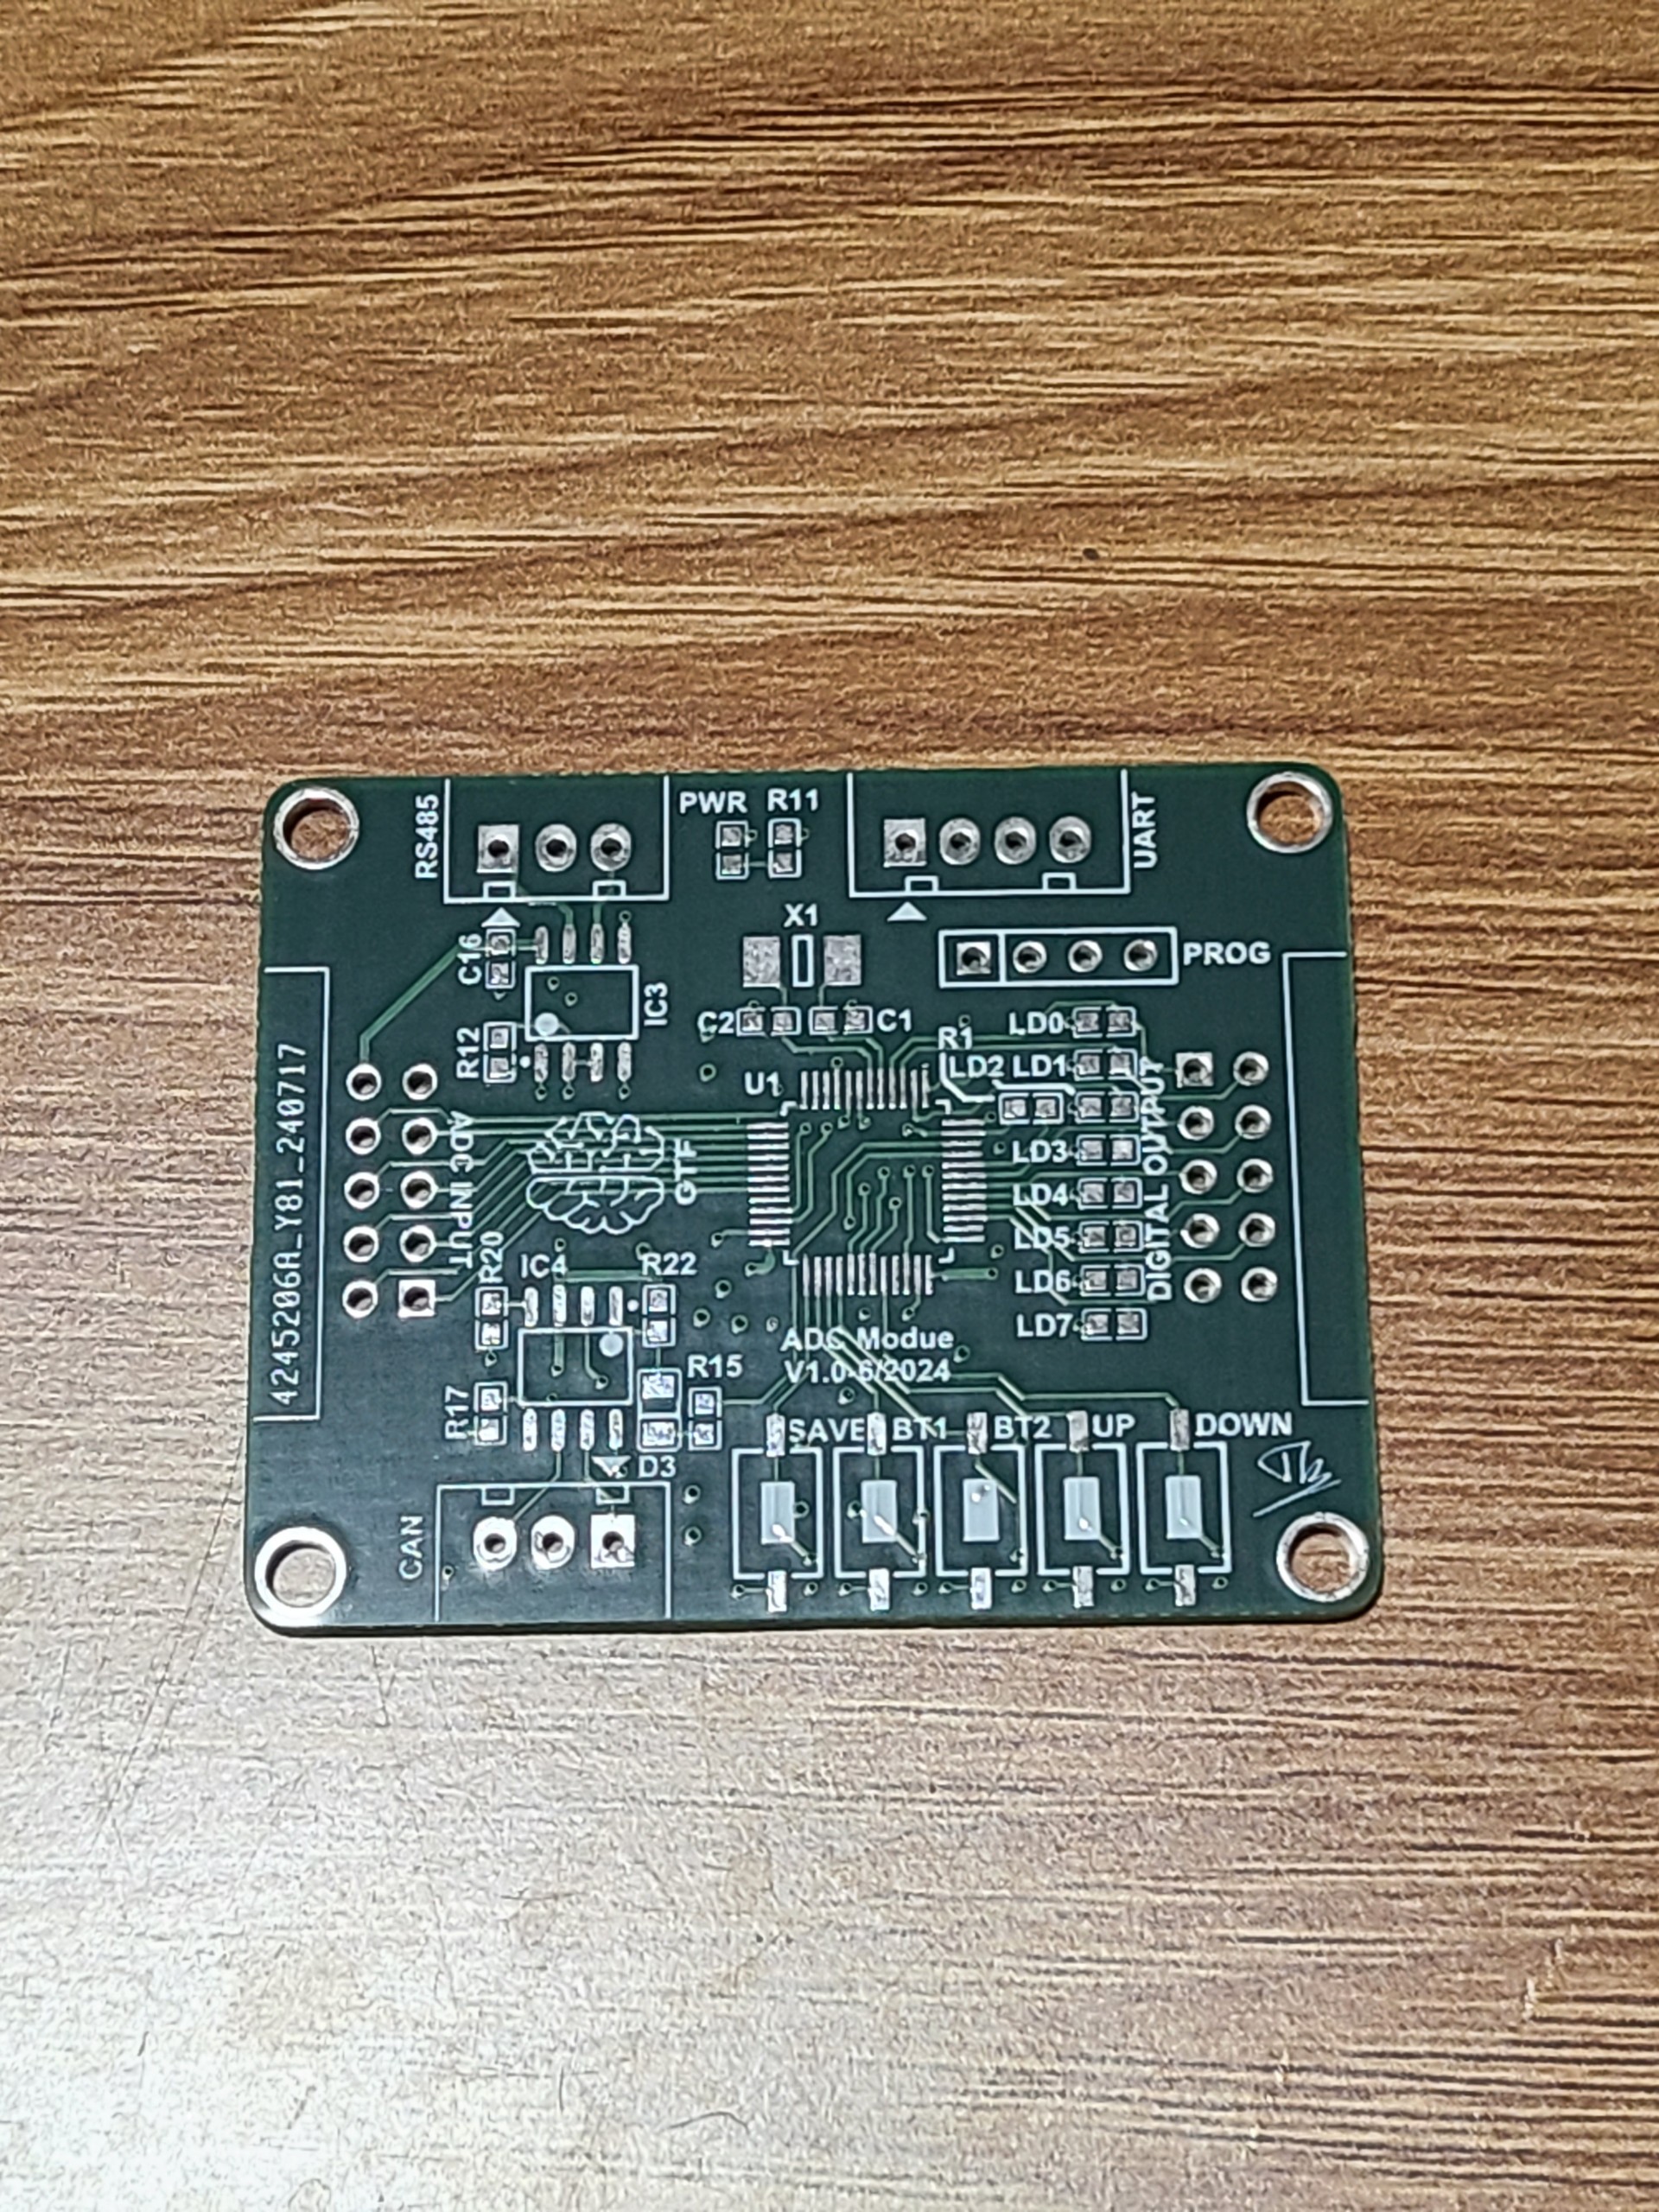 RS485
PWR R11
UART
X1
PROG
C16
IC3
C2 C1
LD0
R12
R1
LD2 LD1
U1
4245206A_Y81_240717
ADC INPUT
GTF
LD3
LD4
LD5
LD6
LD7
DIGITAL OUTPUT
R20
IC4
R22
ADC Modue
V1.0-6/2024
R15
R17
D3
SAVE BT1 BT2 UP DOWN
CAN